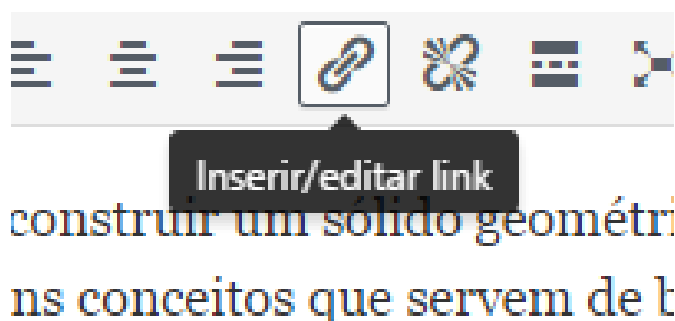 Inserir/editar link
construir um sólido geométri
ns conceitos que servem de b